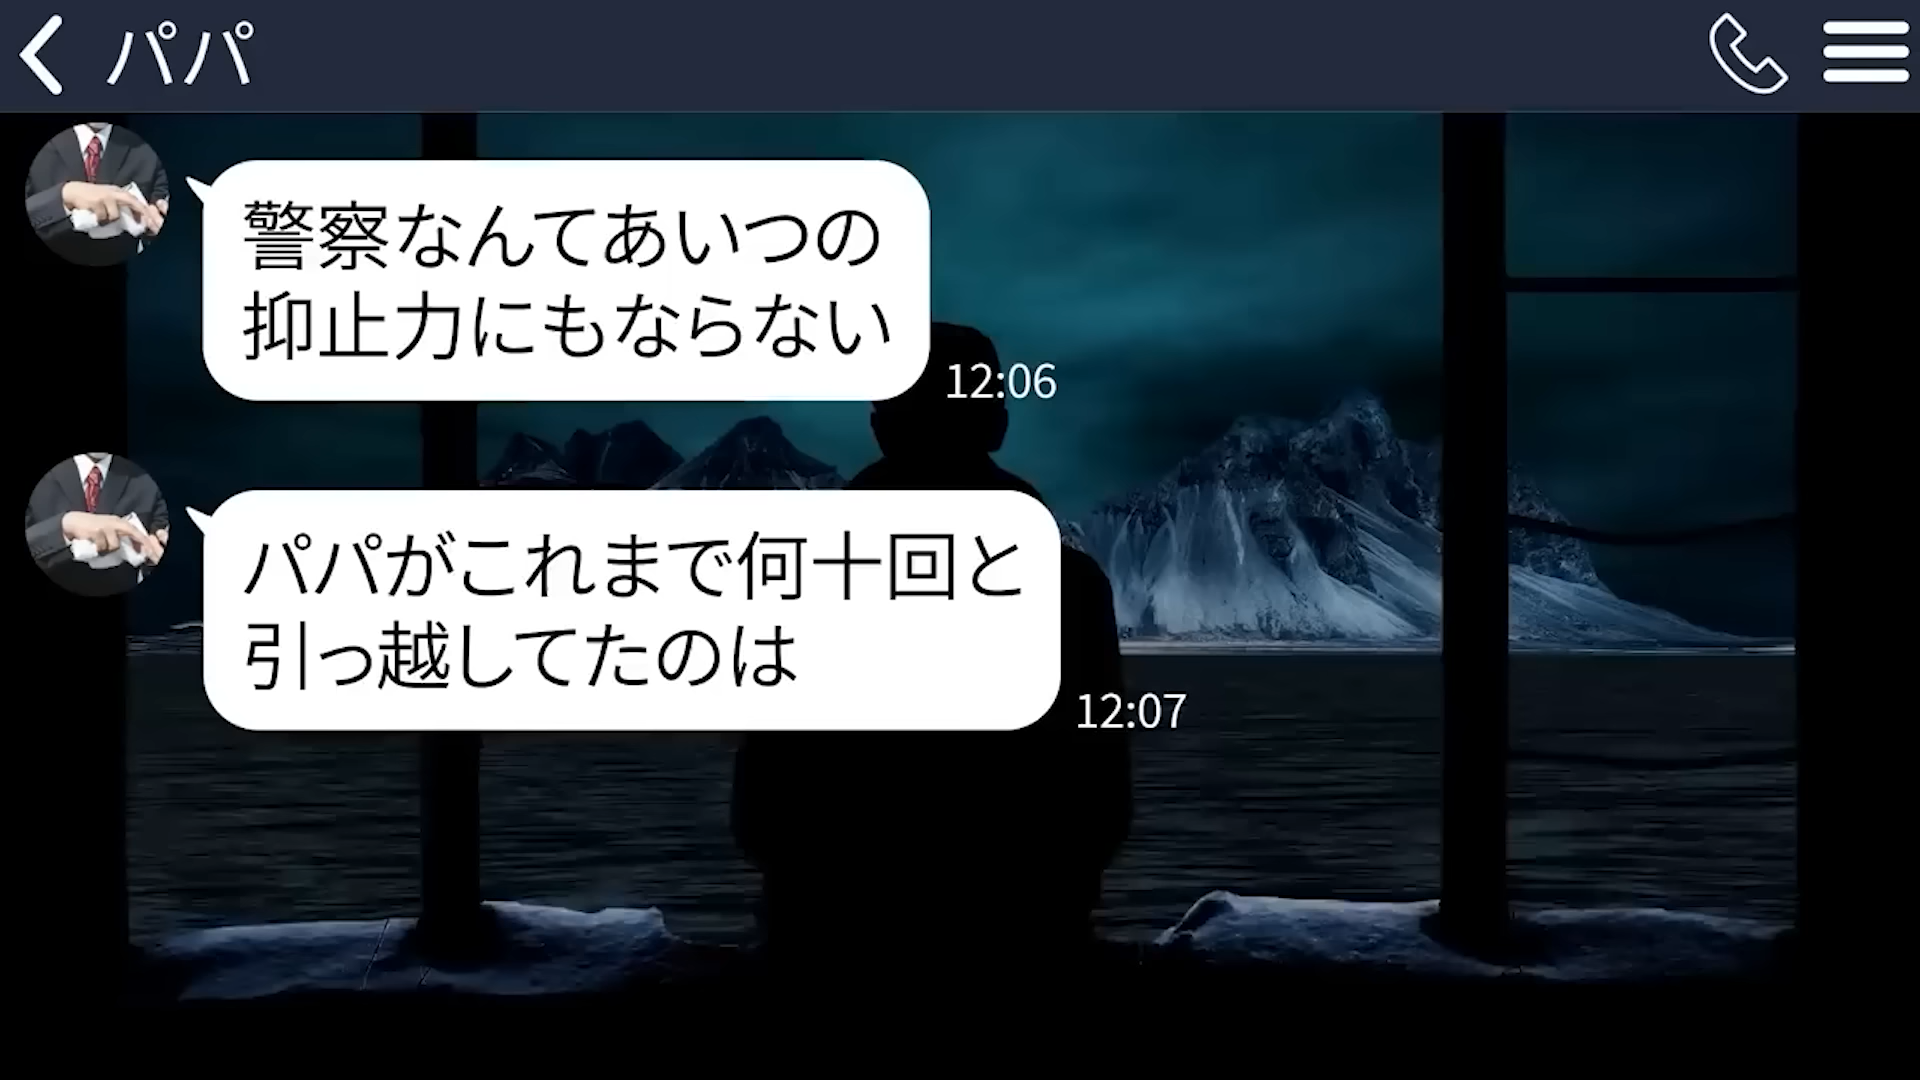 パパ
警察なんてあいつの
抑止力にもならない
12:06
パパがこれまで何十回と
引っ越してたのは
12:07